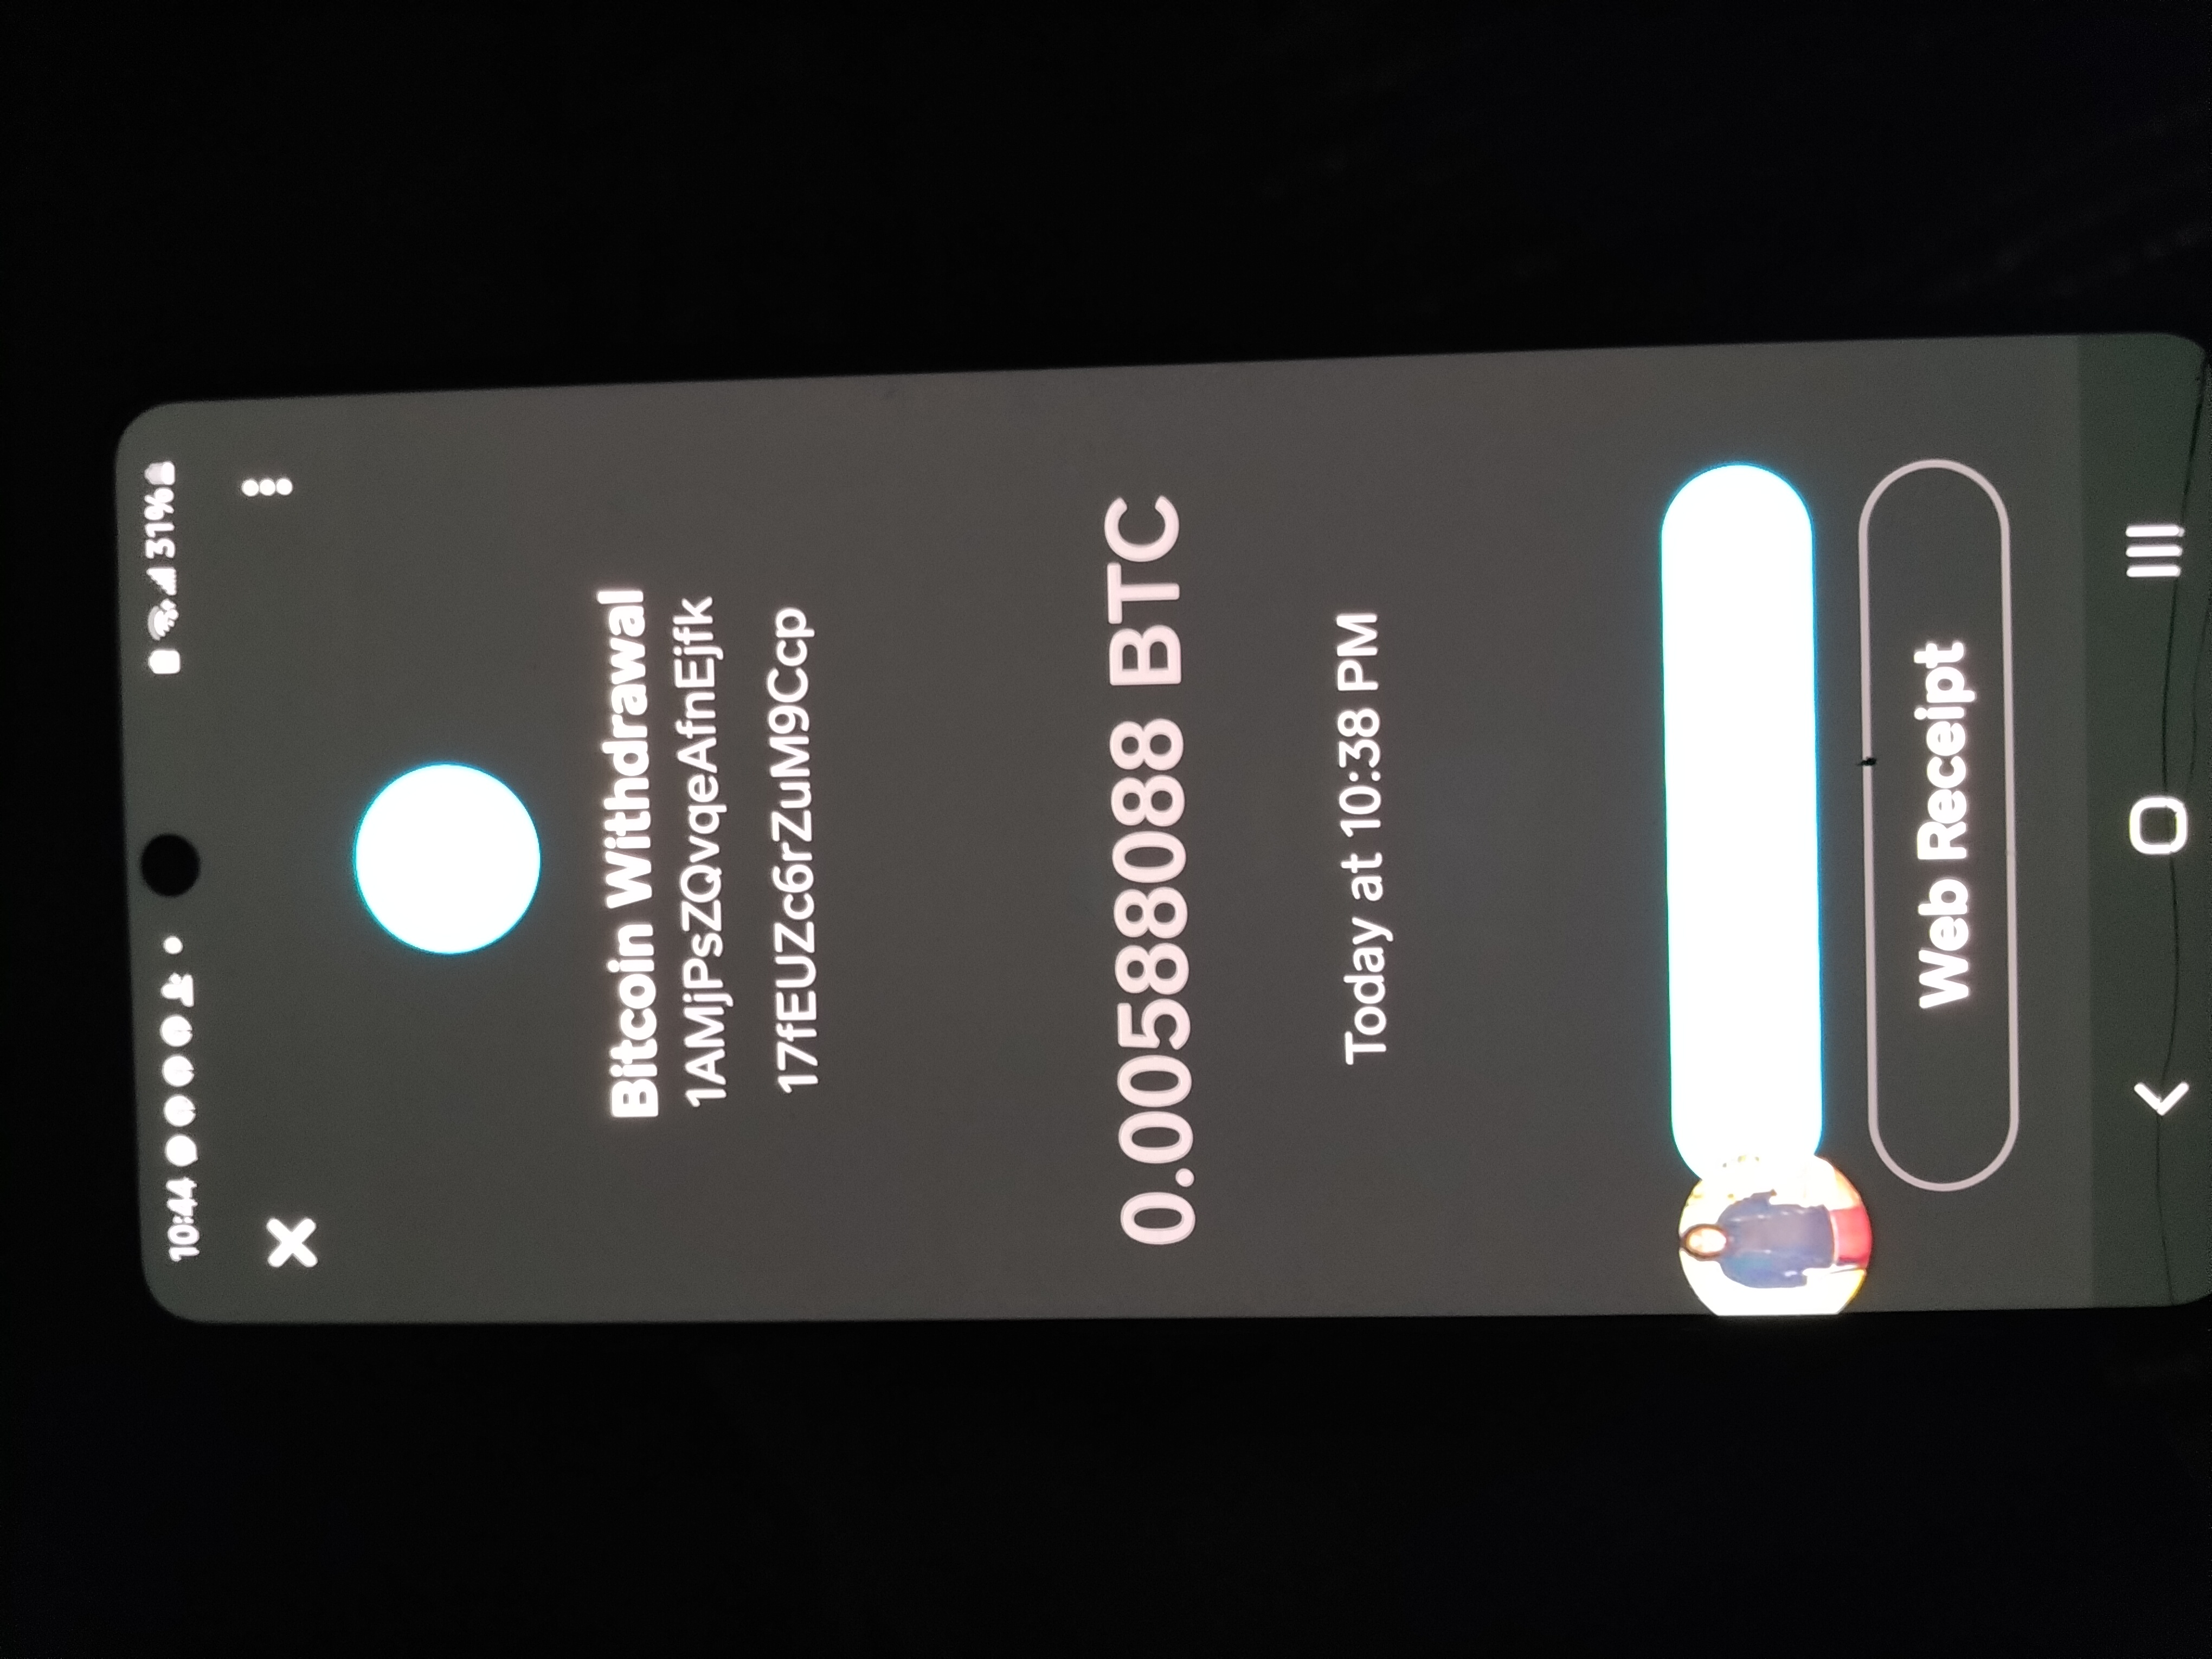 10:44
31%
Bitcoin Withdrawal
1AMjPsZQvqeAfnEjfk
17fEUZc6rZuM9Ccp
0.00588088 BTC
Today at 10:38 PM
Web Receipt